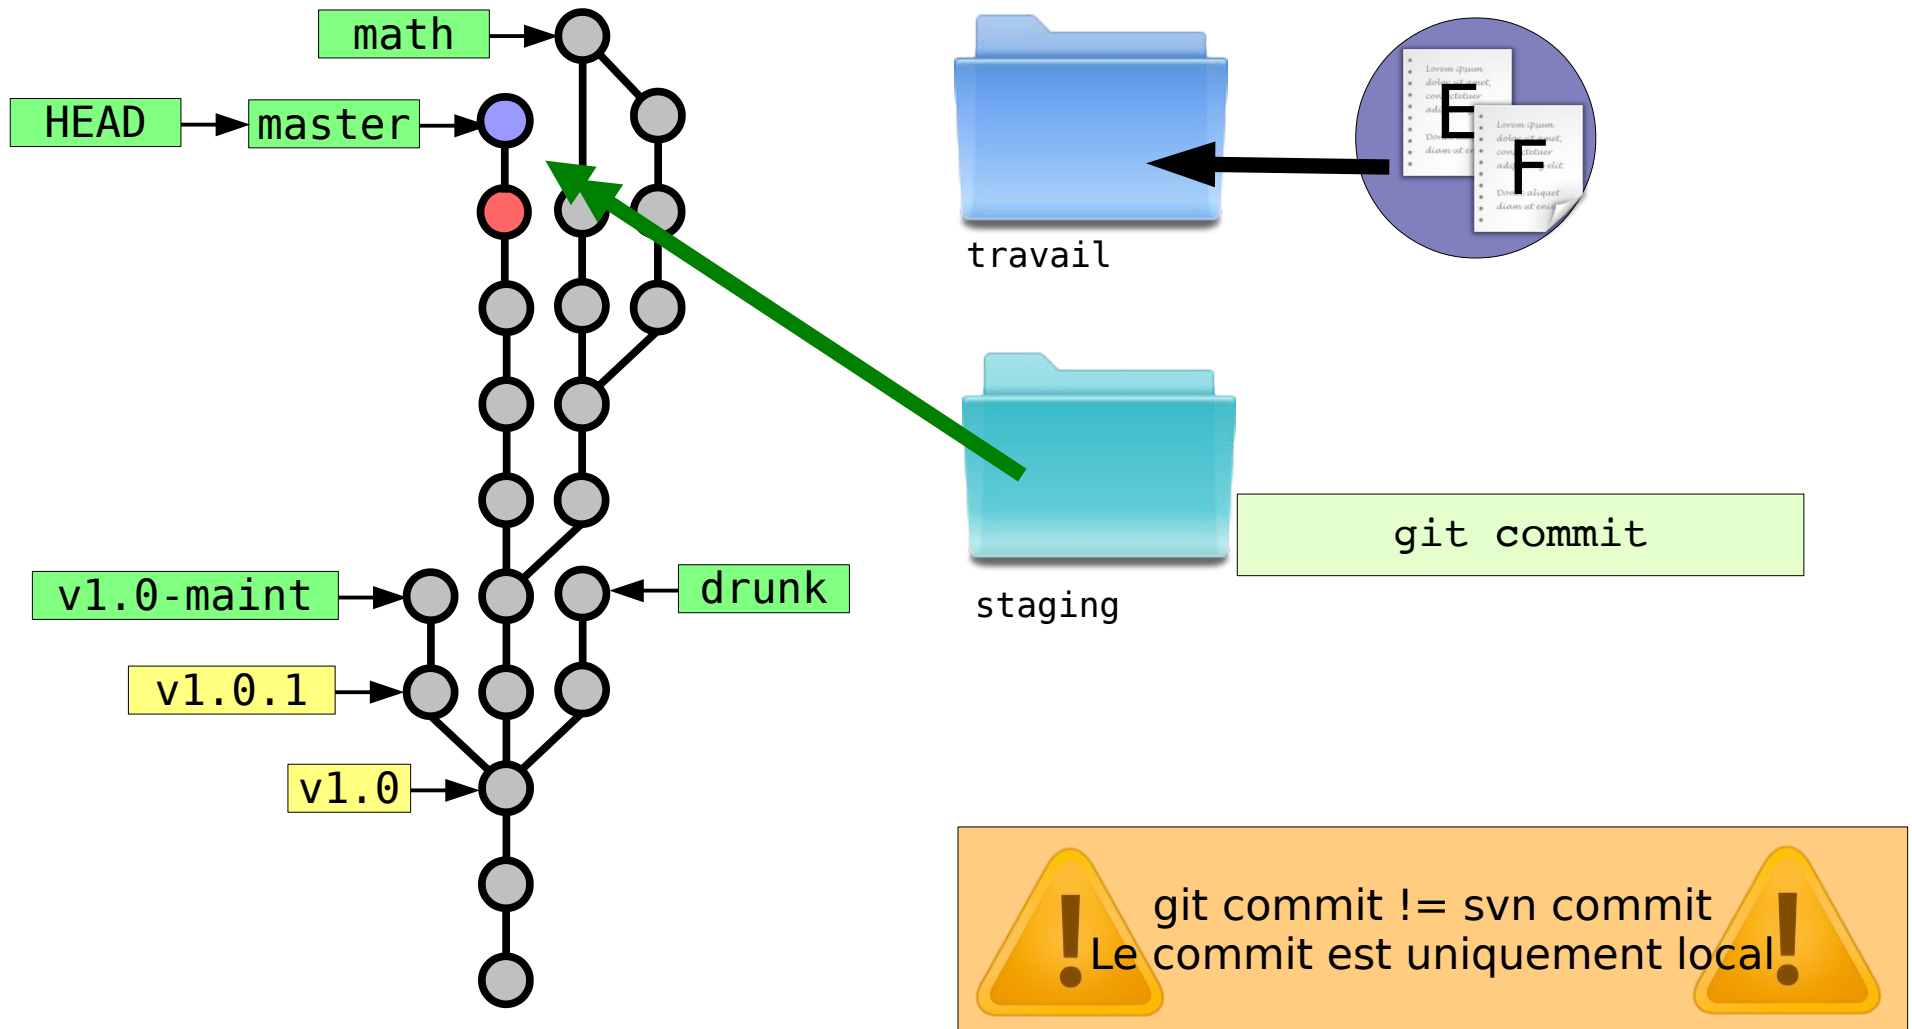 math
HEAD
master
E
F
travail
git commit
v1.0-maint
drunk
staging
v1.0.1
v1.0
git commit != svn commit
Le commit est uniquement local